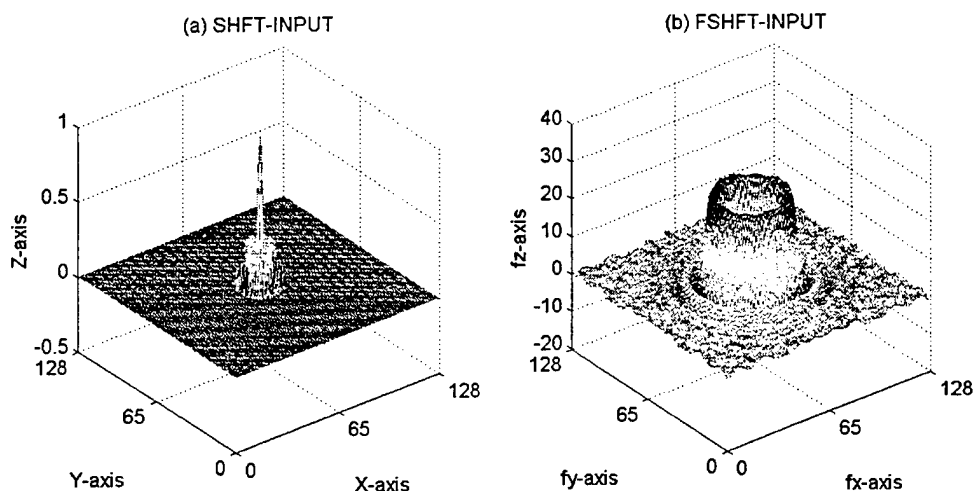 (a) SHFT-INPUT
1
0.5
0
-0.5
Z-axis
128
65
0
Y-axis
0
65
128
X-axis
(b) FSHFT-INPUT
40
30
20
10
0
-10
-20
fz-axis
128
65
0
fy-axis
0
65
128
fx-axis